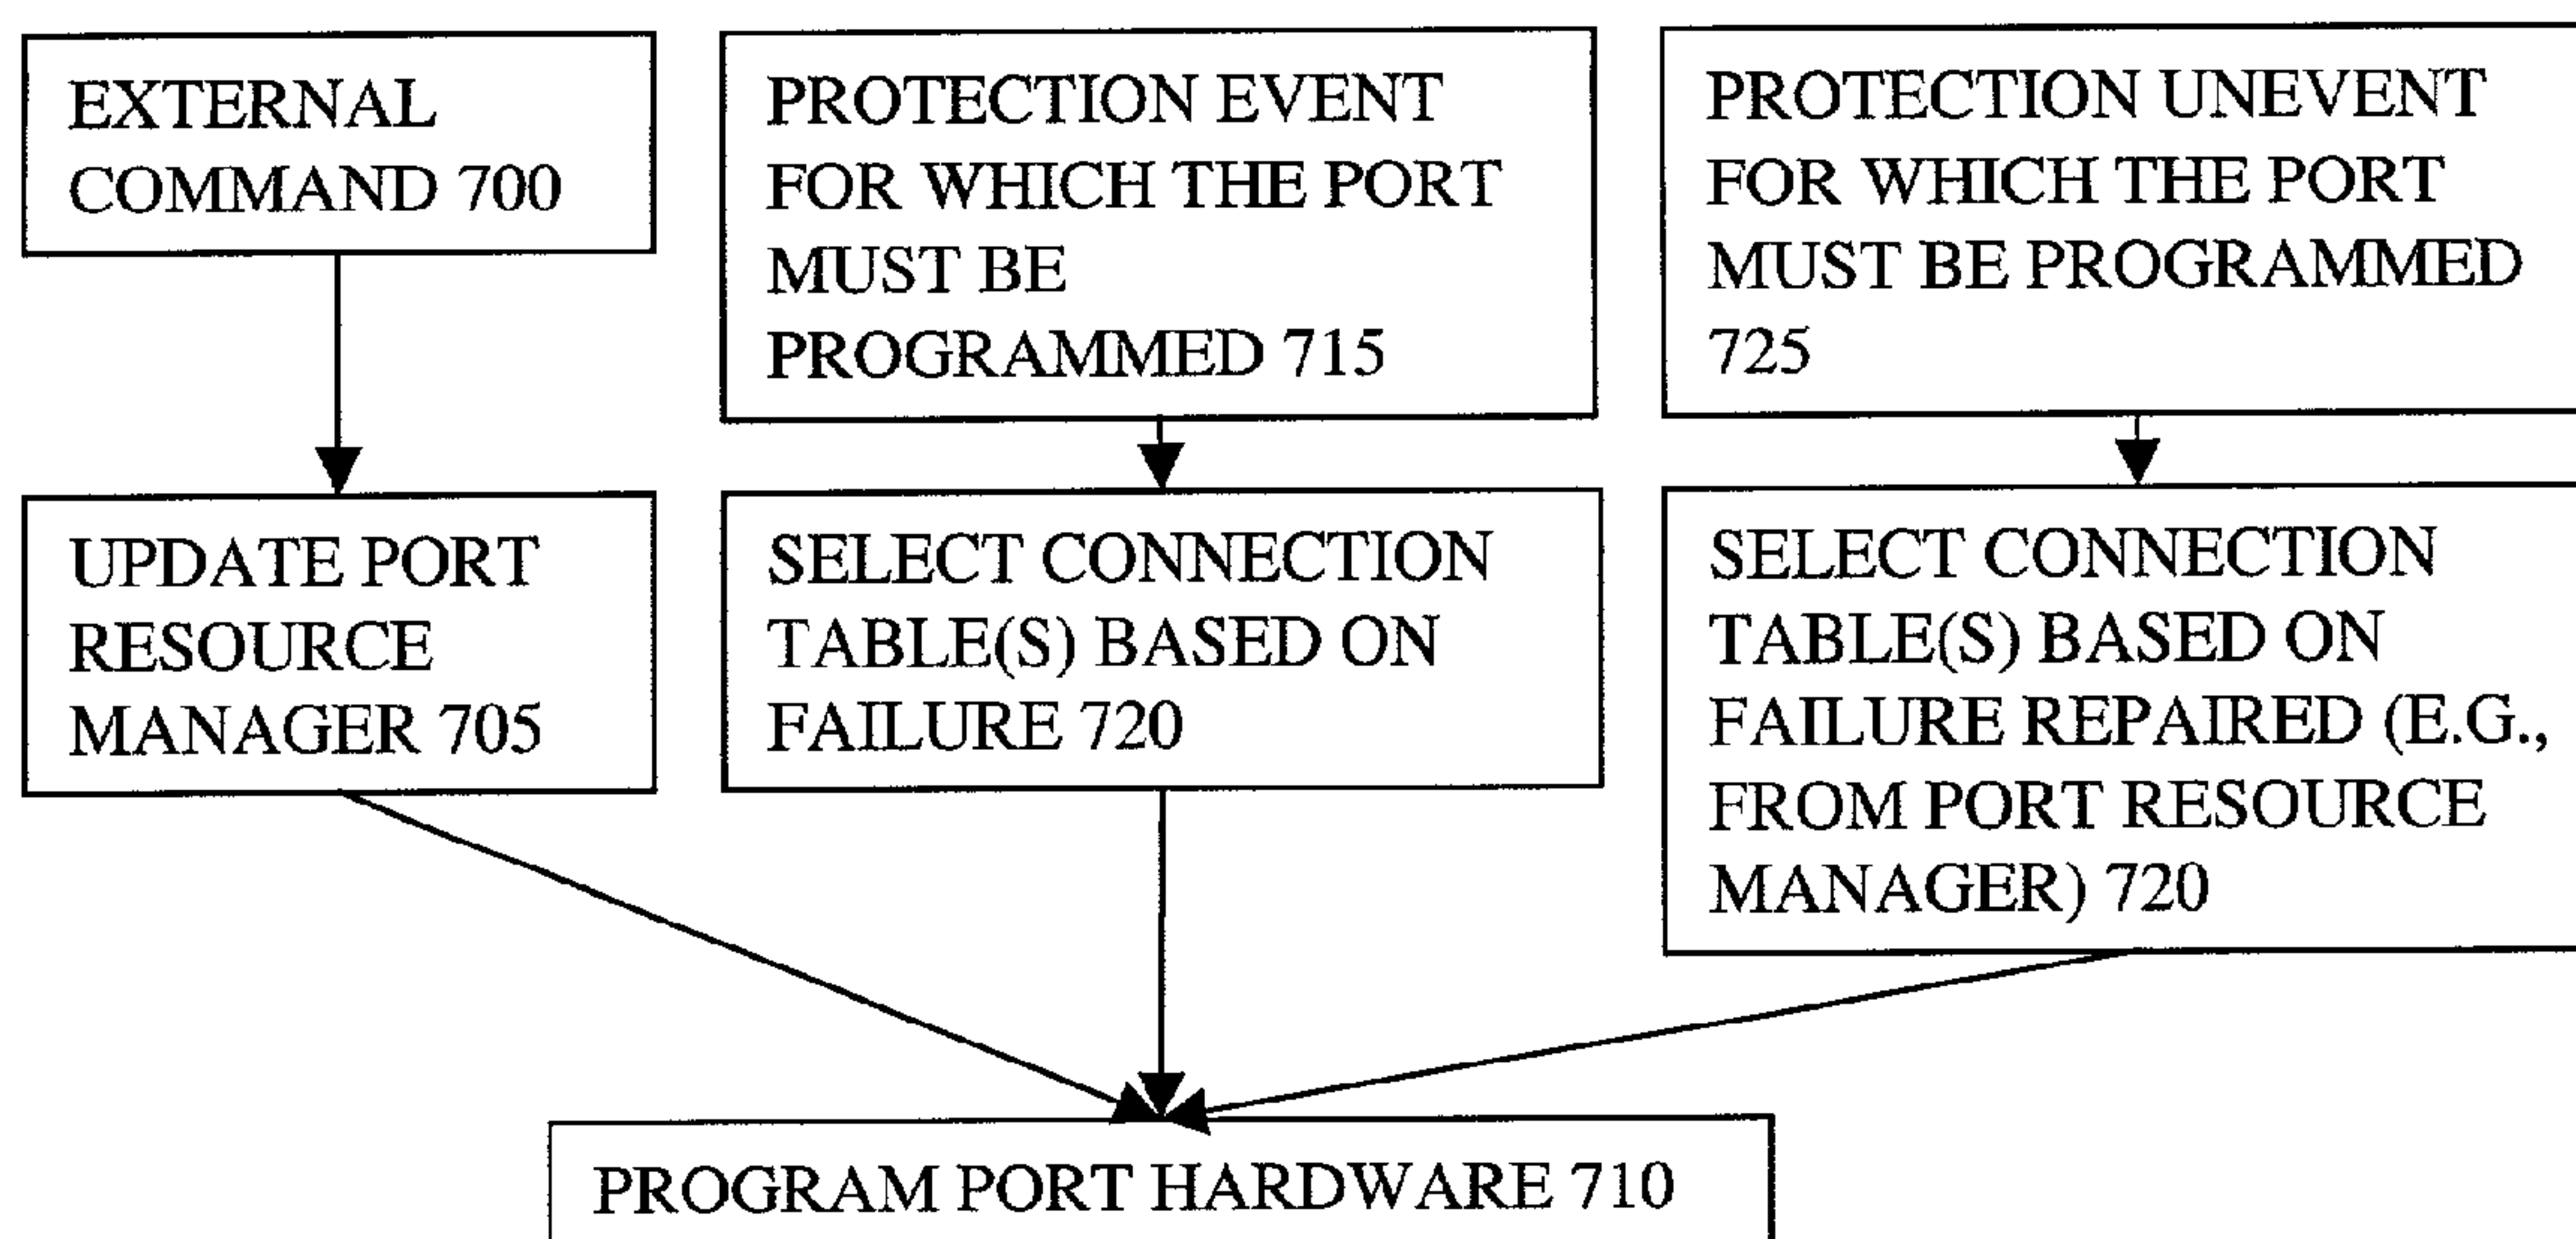 EXTERNAL
COMMAND 700
PROTECTION EVENT
FOR WHICH THE PORT
MUST BE
PROGRAMMED 715
PROTECTION UNEVENT
FOR WHICH THE PORT
MUST BE PROGRAMMED
725
UPDATE PORT
RESOURCE
MANAGER 705
SELECT CONNECTION
TABLE(S) BASED ON
FAILURE 720
SELECT CONNECTION
TABLE(S) BASED ON
FAILURE REPAIRED (E.G.,
FROM PORT RESOURCE
MANAGER) 720
PROGRAM PORT HARDWARE 710